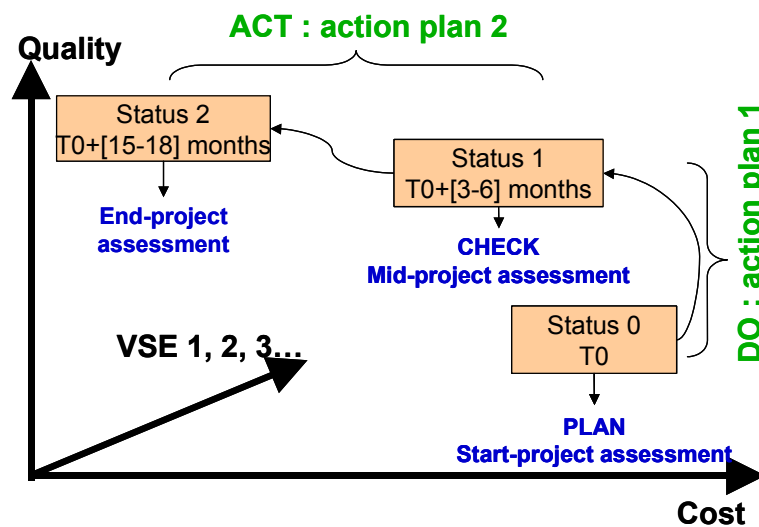 ACT : action plan 2
Quality
Status 2
T0+[15-18] months
Status 1
T0+[3-6] months
DO : action plan 1
End-project
assessment
CHECK
Mid-project assessment
Status 0
T0
VSE 1, 2, 3...
PLAN
Start-project assessment
Cost